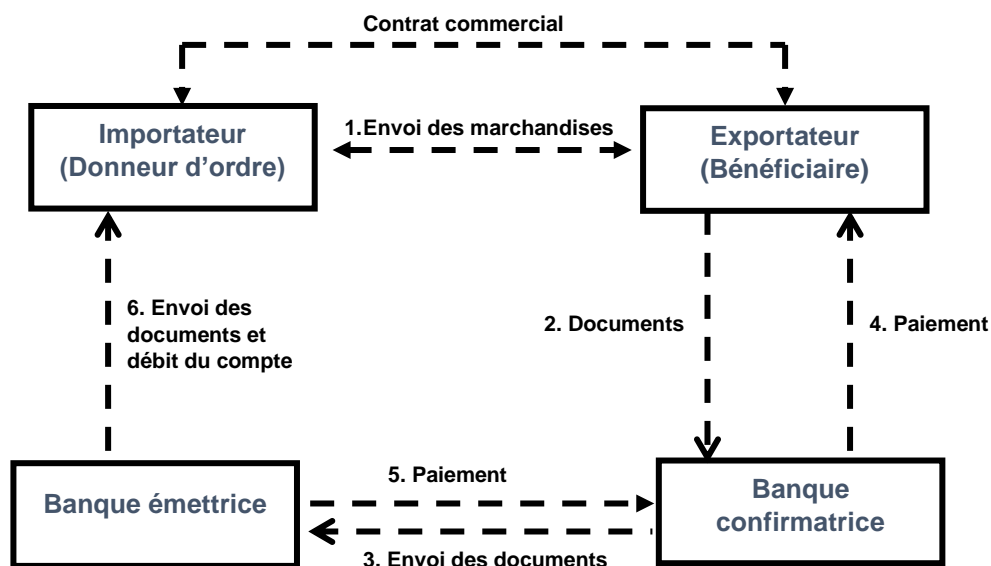 Contrat commercial
Importateur
(Donneur d’ordre)
1.Envoi des marchandises
Exportateur
(Bénéficiaire)
6. Envoi des
documents et
débit du compte
2. Documents
4. Paiement
Banque émettrice
5. Paiement
3. Envoi des documents
Banque
confirmatrice